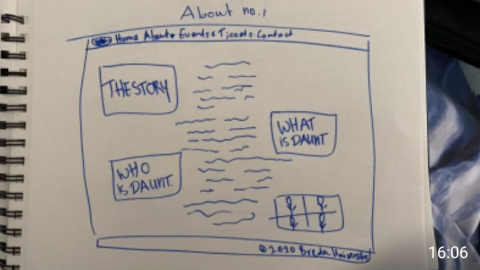 About no.1
Home About Events & Tickets Contact
THE STORY
WHAT
IS DAUNT.
WHO
IS DAUNT.
© 2020 Breda University
16:06